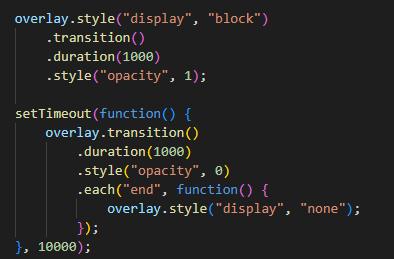 overlay.style("display", "block")
    .transition()
    .duration(1000)
    .style("opacity", 1);

setTimeout(function() {
    overlay.transition()
        .duration(1000)
        .style("opacity", 0)
        .each("end", function() {
            overlay.style("display", "none");
        });
}, 10000);